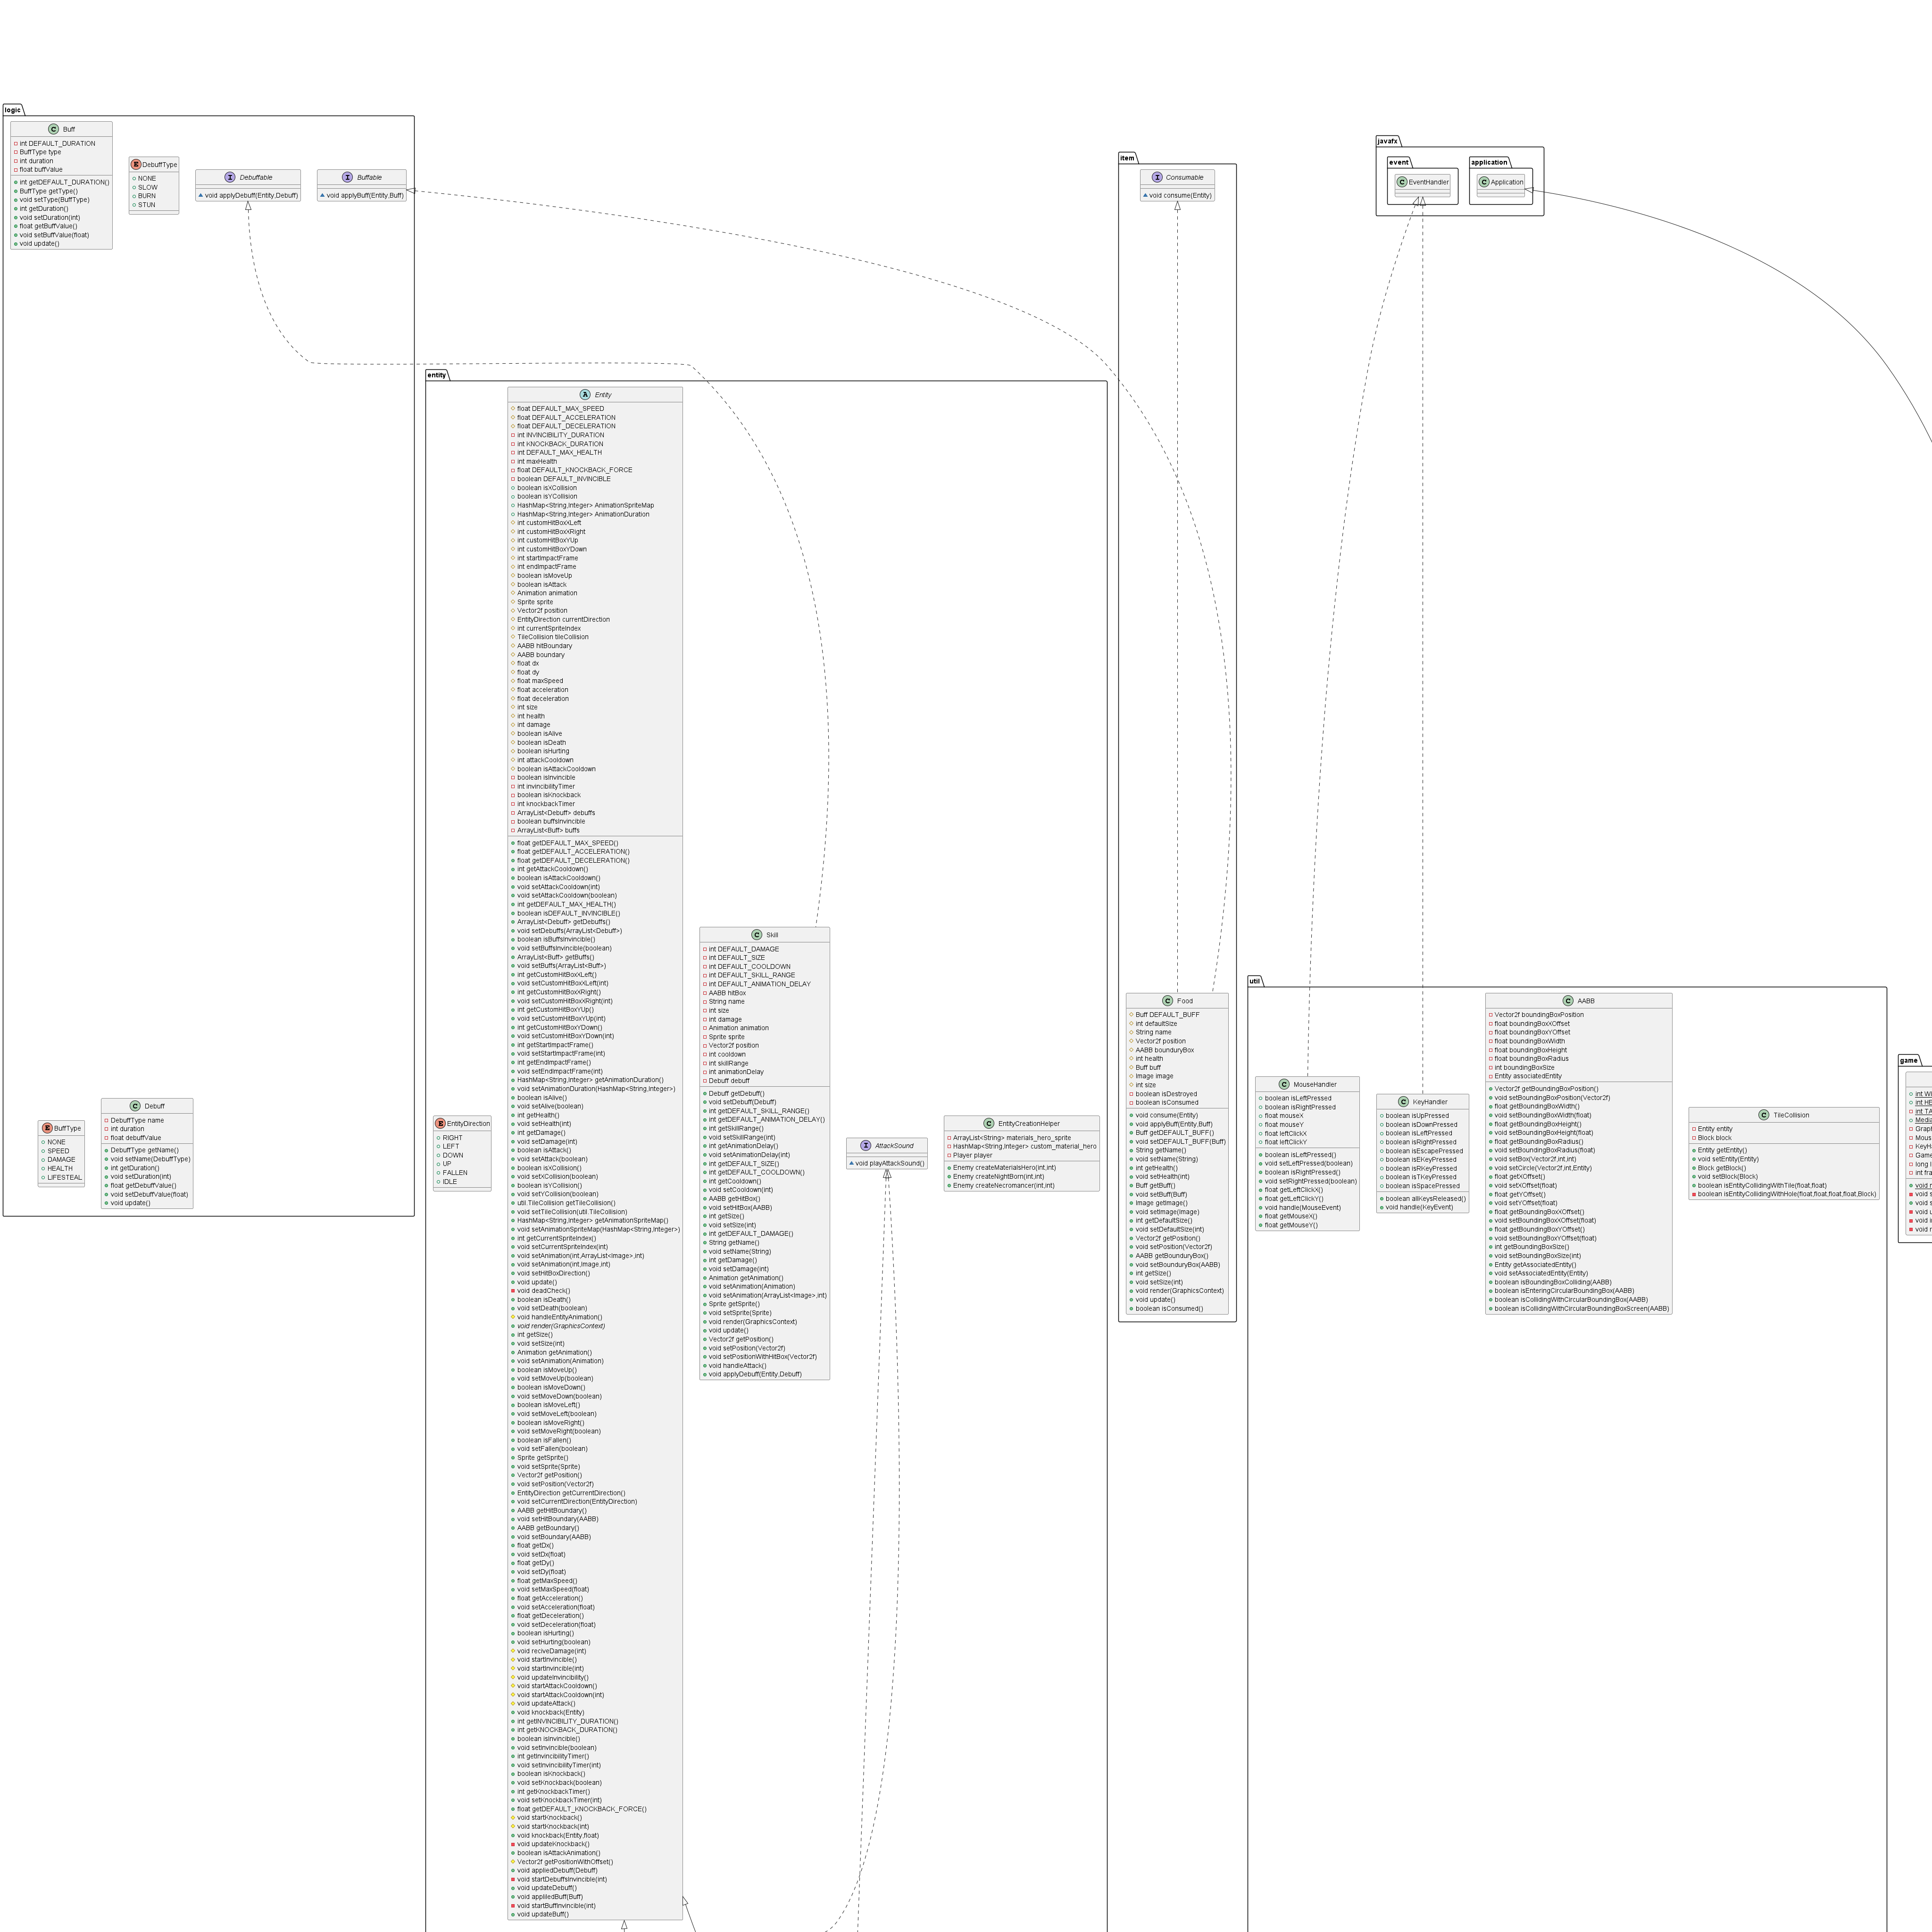 logic
C Buff
int DEFAULT_DURATION
BuffType type
int duration
float buffValue
int getDEFAULT_DURATION()
BuffType getType()
void setType(BuffType)
int getDuration()
void setDuration(int)
float getBuffValue()
void setBuffValue(float)
void update()
E DebuffType
NONE
SLOW
BURN
STUN
I Debuffable
void applyDebuff(Entity,Debuff)
I Buffable
void applyBuff(Entity,Buff)
E BuffType
NONE
SPEED
DAMAGE
HEALTH
LIFESTEAL
C Debuff
DebuffType name
int duration
float debuffValue
DebuffType getName()
void setName(DebuffType)
int getDuration()
void setDuration(int)
float getDebuffValue()
void setDebuffValue(float)
void update()
entity
E EntityDirection
RIGHT
LEFT
DOWN
UP
FALLEN
IDLE
A Entity
float DEFAULT_MAX_SPEED
float DEFAULT_ACCELERATION
float DEFAULT_DECELERATION
int INVINCIBILITY_DURATION
int KNOCKBACK_DURATION
int DEFAULT_MAX_HEALTH
int maxHealth
float DEFAULT_KNOCKBACK_FORCE
boolean DEFAULT_INVINCIBLE
boolean isXCollision
boolean isYCollision
HashMap<String,Integer> AnimationSpriteMap
HashMap<String,Integer> AnimationDuration
int customHitBoxXLeft
int customHitBoxXRight
int customHitBoxYUp
int customHitBoxYDown
int startImpactFrame
int endImpactFrame
boolean isMoveUp
boolean isAttack
Animation animation
Sprite sprite
Vector2f position
EntityDirection currentDirection
int currentSpriteIndex
TileCollision tileCollision
AABB hitBoundary
AABB boundary
float dx
float dy
float maxSpeed
float acceleration
float deceleration
int size
int health
int damage
boolean isAlive
boolean isDeath
boolean isHurting
int attackCooldown
boolean isAttackCooldown
boolean isInvincible
int invincibilityTimer
boolean isKnockback
int knockbackTimer
ArrayList<Debuff> debuffs
boolean buffsInvincible
ArrayList<Buff> buffs
float getDEFAULT_MAX_SPEED()
float getDEFAULT_ACCELERATION()
float getDEFAULT_DECELERATION()
int getAttackCooldown()
boolean isAttackCooldown()
void setAttackCooldown(int)
void setAttackCooldown(boolean)
int getDEFAULT_MAX_HEALTH()
boolean isDEFAULT_INVINCIBLE()
ArrayList<Debuff> getDebuffs()
void setDebuffs(ArrayList<Debuff>)
boolean isBuffsInvincible()
void setBuffsInvincible(boolean)
ArrayList<Buff> getBuffs()
void setBuffs(ArrayList<Buff>)
int getCustomHitBoxXLeft()
void setCustomHitBoxXLeft(int)
int getCustomHitBoxXRight()
void setCustomHitBoxXRight(int)
int getCustomHitBoxYUp()
void setCustomHitBoxYUp(int)
int getCustomHitBoxYDown()
void setCustomHitBoxYDown(int)
int getStartImpactFrame()
void setStartImpactFrame(int)
int getEndImpactFrame()
void setEndImpactFrame(int)
HashMap<String,Integer> getAnimationDuration()
void setAnimationDuration(HashMap<String,Integer>)
boolean isAlive()
void setAlive(boolean)
int getHealth()
void setHealth(int)
int getDamage()
void setDamage(int)
boolean isAttack()
void setAttack(boolean)
boolean isXCollision()
void setXCollision(boolean)
boolean isYCollision()
void setYCollision(boolean)
util.TileCollision getTileCollision()
void setTileCollision(util.TileCollision)
HashMap<String,Integer> getAnimationSpriteMap()
void setAnimationSpriteMap(HashMap<String,Integer>)
int getCurrentSpriteIndex()
void setCurrentSpriteIndex(int)
void setAnimation(int,ArrayList<Image>,int)
void setAnimation(int,Image,int)
void setHitBoxDirection()
void update()
void deadCheck()
boolean isDeath()
void setDeath(boolean)
void handleEntityAnimation()
void render(GraphicsContext)
int getSize()
void setSize(int)
Animation getAnimation()
void setAnimation(Animation)
boolean isMoveUp()
void setMoveUp(boolean)
boolean isMoveDown()
void setMoveDown(boolean)
boolean isMoveLeft()
void setMoveLeft(boolean)
boolean isMoveRight()
void setMoveRight(boolean)
boolean isFallen()
void setFallen(boolean)
Sprite getSprite()
void setSprite(Sprite)
Vector2f getPosition()
void setPosition(Vector2f)
EntityDirection getCurrentDirection()
void setCurrentDirection(EntityDirection)
AABB getHitBoundary()
void setHitBoundary(AABB)
AABB getBoundary()
void setBoundary(AABB)
float getDx()
void setDx(float)
float getDy()
void setDy(float)
float getMaxSpeed()
void setMaxSpeed(float)
float getAcceleration()
void setAcceleration(float)
float getDeceleration()
void setDeceleration(float)
boolean isHurting()
void setHurting(boolean)
void reciveDamage(int)
void startInvincible()
void startInvincible(int)
void updateInvincibility()
void startAttackCooldown()
void startAttackCooldown(int)
void updateAttack()
void knockback(Entity)
int getINVINCIBILITY_DURATION()
int getKNOCKBACK_DURATION()
boolean isInvincible()
void setInvincible(boolean)
int getInvincibilityTimer()
void setInvincibilityTimer(int)
boolean isKnockback()
void setKnockback(boolean)
int getKnockbackTimer()
void setKnockbackTimer(int)
float getDEFAULT_KNOCKBACK_FORCE()
void startKnockback()
void startKnockback(int)
void knockback(Entity,float)
void updateKnockback()
boolean isAttackAnimation()
Vector2f getPositionWithOffset()
void appliedDebuff(Debuff)
void startDebuffsInvincible(int)
void updateDebuff()
void appliledBuff(Buff)
void startBuffInvincible(int)
void updateBuff()
C Skill
int DEFAULT_DAMAGE
int DEFAULT_SIZE
int DEFAULT_COOLDOWN
int DEFAULT_SKILL_RANGE
int DEFAULT_ANIMATION_DELAY
AABB hitBox
String name
int size
int damage
Animation animation
Sprite sprite
Vector2f position
int cooldown
int skillRange
int animationDelay
Debuff debuff
Debuff getDebuff()
void setDebuff(Debuff)
int getDEFAULT_SKILL_RANGE()
int getDEFAULT_ANIMATION_DELAY()
int getSkillRange()
void setSkillRange(int)
int getAnimationDelay()
void setAnimationDelay(int)
int getDEFAULT_SIZE()
int getDEFAULT_COOLDOWN()
int getCooldown()
void setCooldown(int)
AABB getHitBox()
void setHitBox(AABB)
int getSize()
void setSize(int)
int getDEFAULT_DAMAGE()
String getName()
void setName(String)
int getDamage()
void setDamage(int)
Animation getAnimation()
void setAnimation(Animation)
void setAnimation(ArrayList<Image>,int)
Sprite getSprite()
void setSprite(Sprite)
void render(GraphicsContext)
void update()
Vector2f getPosition()
void setPosition(Vector2f)
void setPositionWithHitBox(Vector2f)
void handleAttack()
void applyDebuff(Entity,Debuff)
I AttackSound
void playAttackSound()
C EntityCreationHelper
ArrayList<String> materials_hero_sprite
HashMap<String,Integer> custom_material_hero
Player player
Enemy createMaterialsHero(int,int)
Enemy createNightBorn(int,int)
Enemy createNecromancer(int,int)
item
I Consumable
void consume(Entity)
C Food
Buff DEFAULT_BUFF
int defaultSize
String name
Vector2f position
AABB bounduryBox
int health
Buff buff
Image image
int size
boolean isDestroyed
boolean isConsumed
void consume(Entity)
void applyBuff(Entity,Buff)
Buff getDEFAULT_BUFF()
void setDEFAULT_BUFF(Buff)
String getName()
void setName(String)
int getHealth()
void setHealth(int)
Buff getBuff()
void setBuff(Buff)
Image getImage()
void setImage(Image)
int getDefaultSize()
void setDefaultSize(int)
Vector2f getPosition()
void setPosition(Vector2f)
AABB getBounduryBox()
void setBounduryBox(AABB)
int getSize()
void setSize(int)
void render(GraphicsContext)
void update()
boolean isConsumed()
javafx
event
C EventHandler
application
C Application
util
C MouseHandler
boolean isLeftPressed
boolean isRightPressed
float mouseX
float mouseY
float leftClickX
float leftClickY
boolean isLeftPressed()
void setLeftPressed(boolean)
boolean isRightPressed()
void setRightPressed(boolean)
float getLeftClickX()
float getLeftClickY()
void handle(MouseEvent)
float getMouseX()
float getMouseY()
C KeyHandler
boolean isUpPressed
boolean isDownPressed
boolean isLeftPressed
boolean isRightPressed
boolean isEscapePressed
boolean isEKeyPressed
boolean isRKeyPressed
boolean isTKeyPressed
boolean isSpacePressed
boolean allKeysReleased()
void handle(KeyEvent)
C AABB
Vector2f boundingBoxPosition
float boundingBoxXOffset
float boundingBoxYOffset
float boundingBoxWidth
float boundingBoxHeight
float boundingBoxRadius
int boundingBoxSize
Entity associatedEntity
Vector2f getBoundingBoxPosition()
void setBoundingBoxPosition(Vector2f)
float getBoundingBoxWidth()
void setBoundingBoxWidth(float)
float getBoundingBoxHeight()
void setBoundingBoxHeight(float)
float getBoundingBoxRadius()
void setBoundingBoxRadius(float)
void setBox(Vector2f,int,int)
void setCircle(Vector2f,int,Entity)
float getXOffset()
void setXOffset(float)
float getYOffset()
void setYOffset(float)
float getBoundingBoxXOffset()
void setBoundingBoxXOffset(float)
float getBoundingBoxYOffset()
void setBoundingBoxYOffset(float)
int getBoundingBoxSize()
void setBoundingBoxSize(int)
Entity getAssociatedEntity()
void setAssociatedEntity(Entity)
boolean isBoundingBoxColliding(AABB)
boolean isEnteringCircularBoundingBox(AABB)
boolean isCollidingWithCircularBoundingBox(AABB)
boolean isCollidingWithCircularBoundingBoxScreen(AABB)
C TileCollision
Entity entity
Block block
Entity getEntity()
void setEntity(Entity)
Block getBlock()
void setBlock(Block)
boolean isEntityCollidingWithTile(float,float)
boolean isEntityCollidingWithHole(float,float,float,float,Block)
game
int WI
int HE
int TA
Media
Graph
Mous
KeyHa
Game
long l
int fra
void m
void s
void s
void u
void in
void r